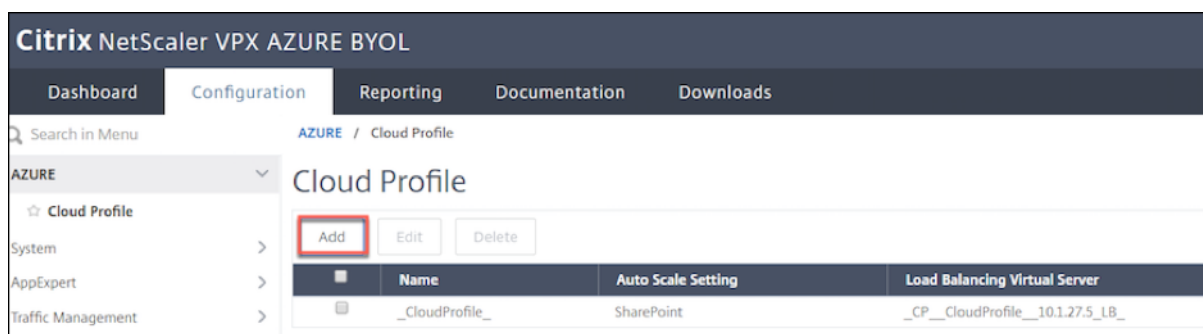 Citrix NetScaler VPX AZURE BYOL
Dashboard Configuration Reporting Documentation Downloads
Search in Menu
AZURE / Cloud Profile
AZURE
Cloud Profile
Cloud Profile
Add Edit Delete
System
Name Auto Scale Setting Load Balancing Virtual Server
AppExpert
_CloudProfile_ SharePoint _CP__CloudProfile__10.1.27.5_LB_
Traffic Management